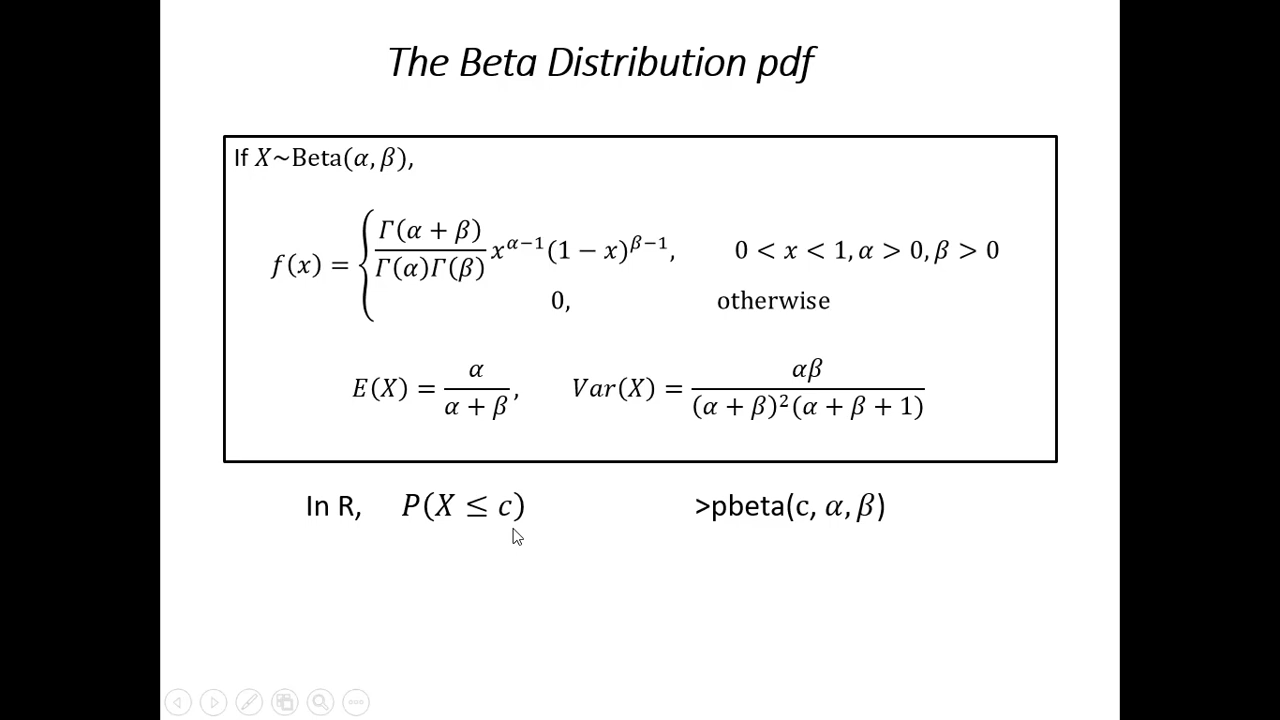 The Beta Distribution pdf
If X~Beta(α, β),
f(x) = { Γ(α + β) / Γ(α)Γ(β) x^{α−1}(1 − x)^{β−1}, 0 < x < 1, α > 0, β > 0
0, otherwise
E(X) = α / (α + β), Var(X) = αβ / (α + β)²(α + β + 1)
In R, P(X ≤ c) >pbeta(c, α, β)